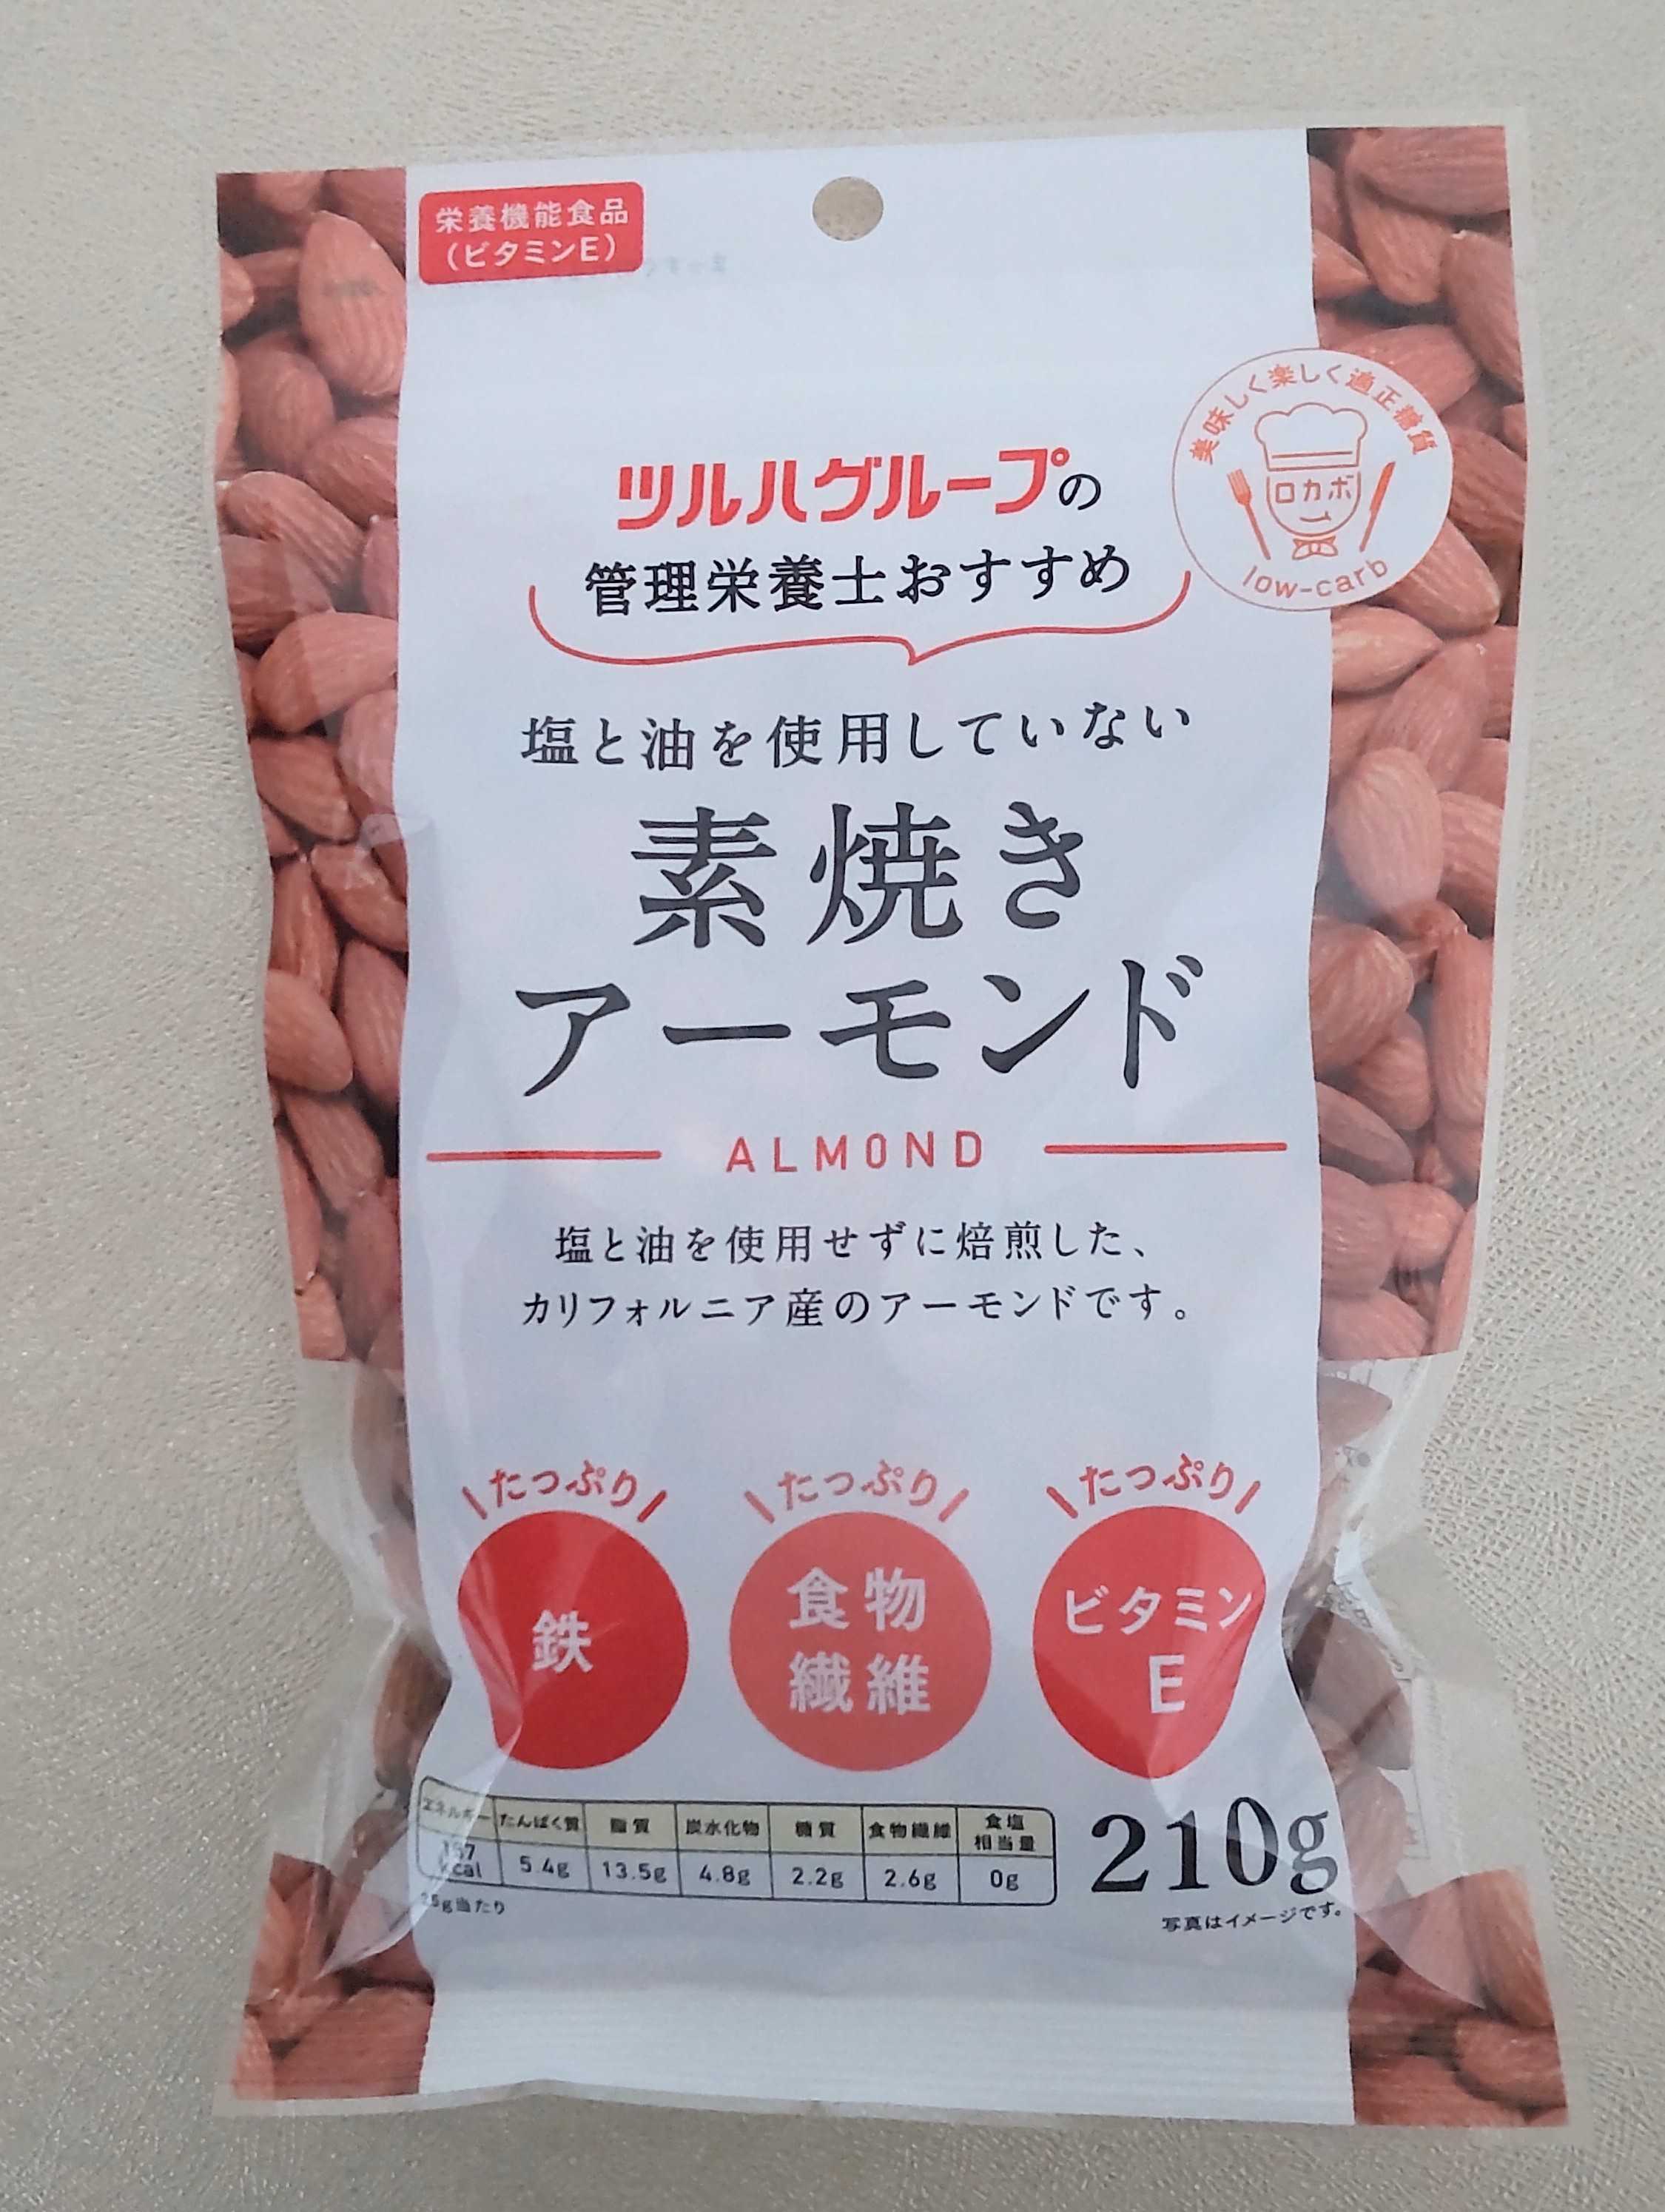 栄養機能食品
（ビタミンE）
美味しく楽しく適正糖質
ロカボ
low-carb
ツルハグループの
管理栄養士おすすめ
塩と油を使用していない
素焼き
アーモンド
ALMOND
塩と油を使用せずに焙煎した、
カリフォルニア産のアーモンドです。
たっぷり たっぷり たっぷり
鉄
食物
繊維
ビタミン
E
エネルギー たんぱく質 脂質 炭水化物 糖質 食物繊維 食塩相当量
kcal 5.4g 13.5g 4.8g 2.2g 2.6g 0g
g当たり
210g
写真はイメージです。